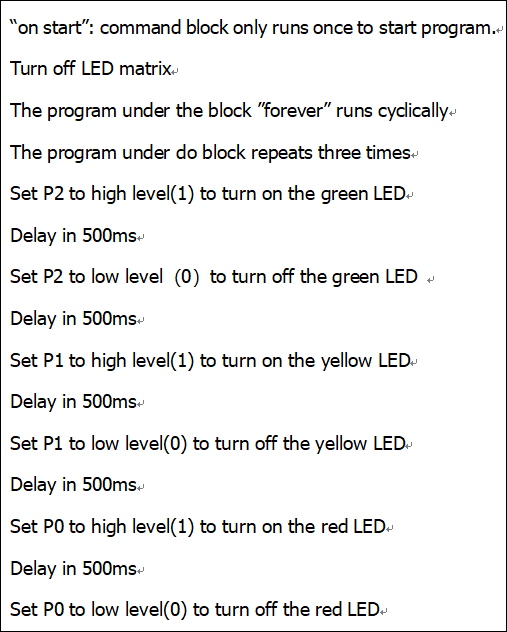 “on start”: command block only runs once to start program.↵
Turn off LED matrix↵
The program under the block ”forever” runs cyclically↵
The program under do block repeats three times↵
Set P2 to high level(1) to turn on the green LED↵
Delay in 500ms↵
Set P2 to low level（0）to turn off the green LED ↵
Delay in 500ms↵
Set P1 to high level(1) to turn on the yellow LED↵
Delay in 500ms↵
Set P1 to low level(0) to turn off the yellow LED↵
Delay in 500ms↵
Set P0 to high level(1) to turn on the red LED↵
Delay in 500ms↵
Set P0 to low level(0) to turn off the red LED↵